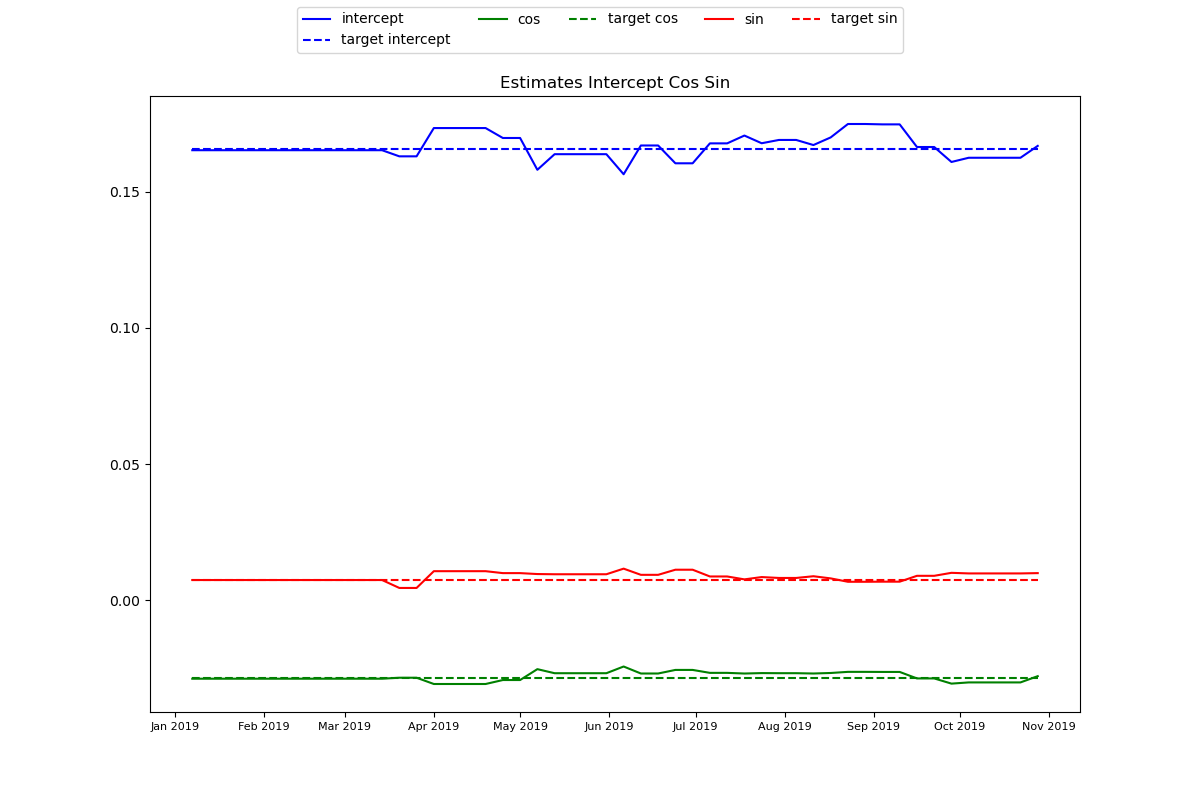 intercept cos target cos sin target sin
target intercept
Estimates Intercept Cos Sin
0.15
0.10
0.05
0.00
Jan 2019 Feb 2019 Mar 2019 Apr 2019 May 2019 Jun 2019 Jul 2019 Aug 2019 Sep 2019 Oct 2019 Nov 2019